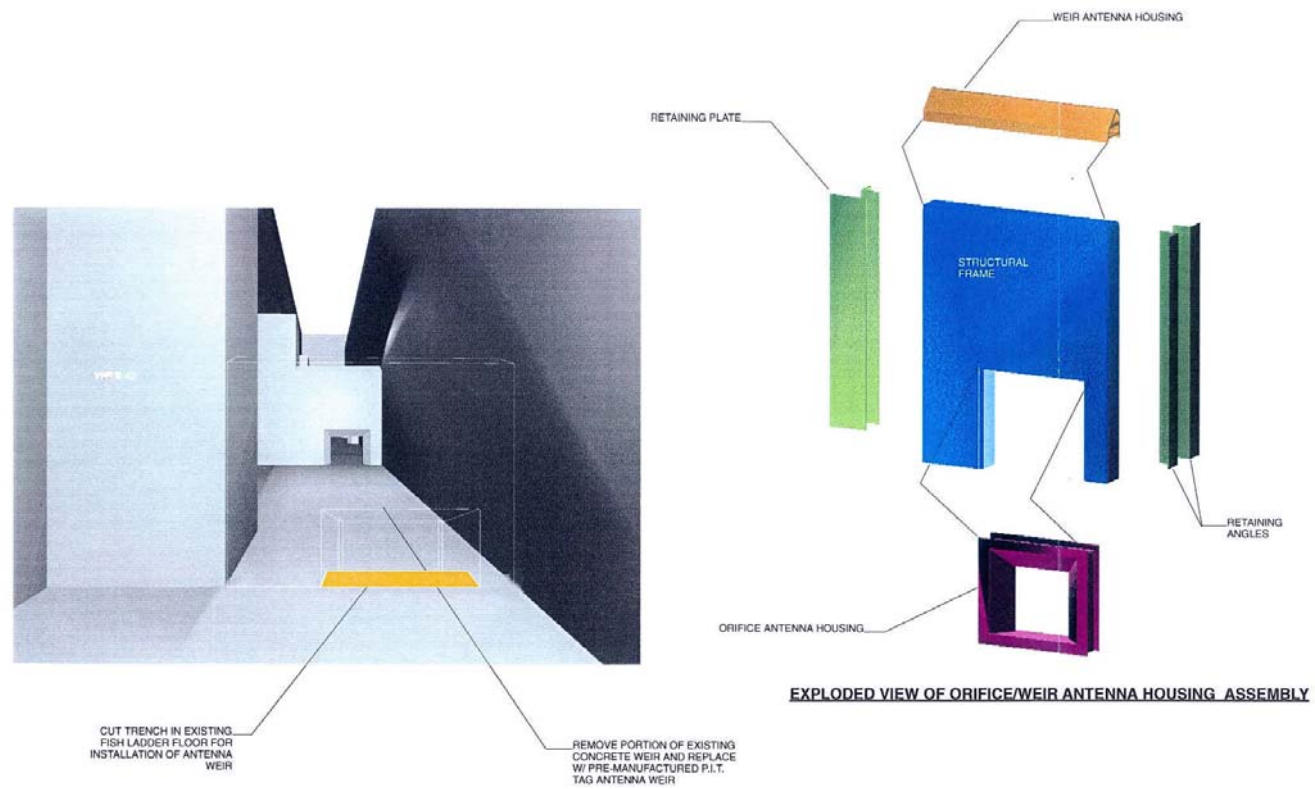 WEIR ANTENNA HOUSING
RETAINING PLATE
STRUCTURAL
FRAME
RETAINING
ANGLES
ORIFICE ANTENNA HOUSING
EXPLODED VIEW OF ORIFICE/WEIR ANTENNA HOUSING ASSEMBLY
CUT TRENCH IN EXISTING
FISH LADDER FLOOR FOR
INSTALLATION OF ANTENNA
WEIR
REMOVE PORTION OF EXISTING
CONCRETE WEIR AND REPLACE
W/ PRE-MANUFACTURED P.I.T.
TAG ANTENNA WEIR